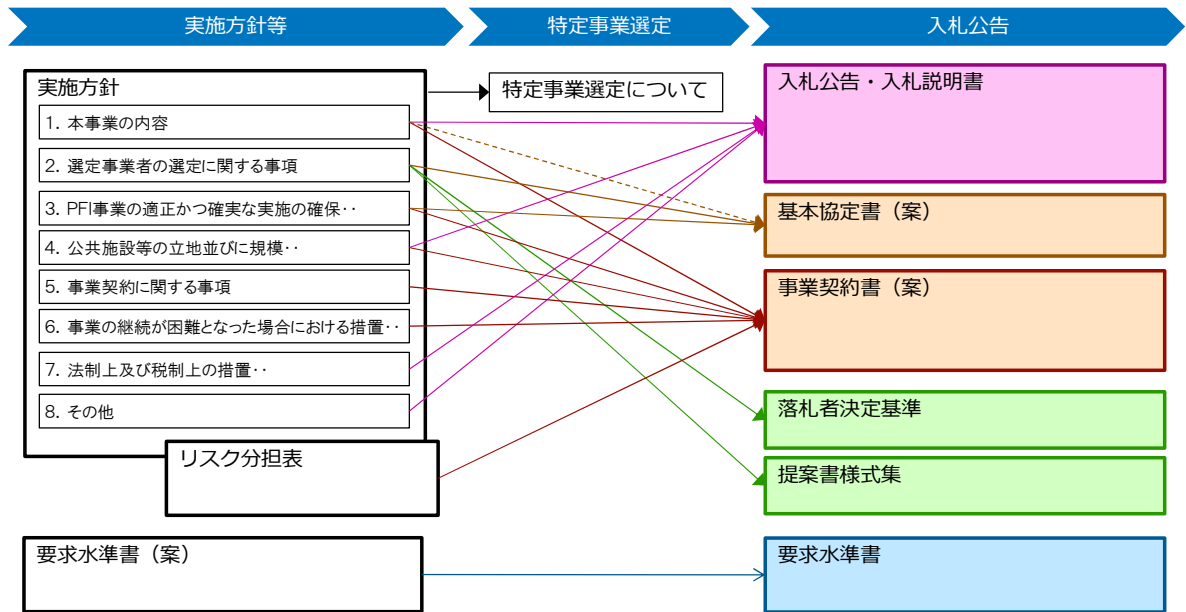 実施方針等
特定事業選定
入札公告
実施方針
1. 本事業の内容
2. 選定事業者の選定に関する事項
3. PFI事業の適正かつ確実な実施の確保‥
4. 公共施設等の立地並びに規模‥
5. 事業契約に関する事項
6. 事業の継続が困難となった場合における措置‥
7. 法制上及び税制上の措置‥
8. その他
リスク分担表
要求水準書（案）
特定事業選定について
入札公告・入札説明書
基本協定書（案）
事業契約書（案）
落札者決定基準
提案書様式集
要求水準書